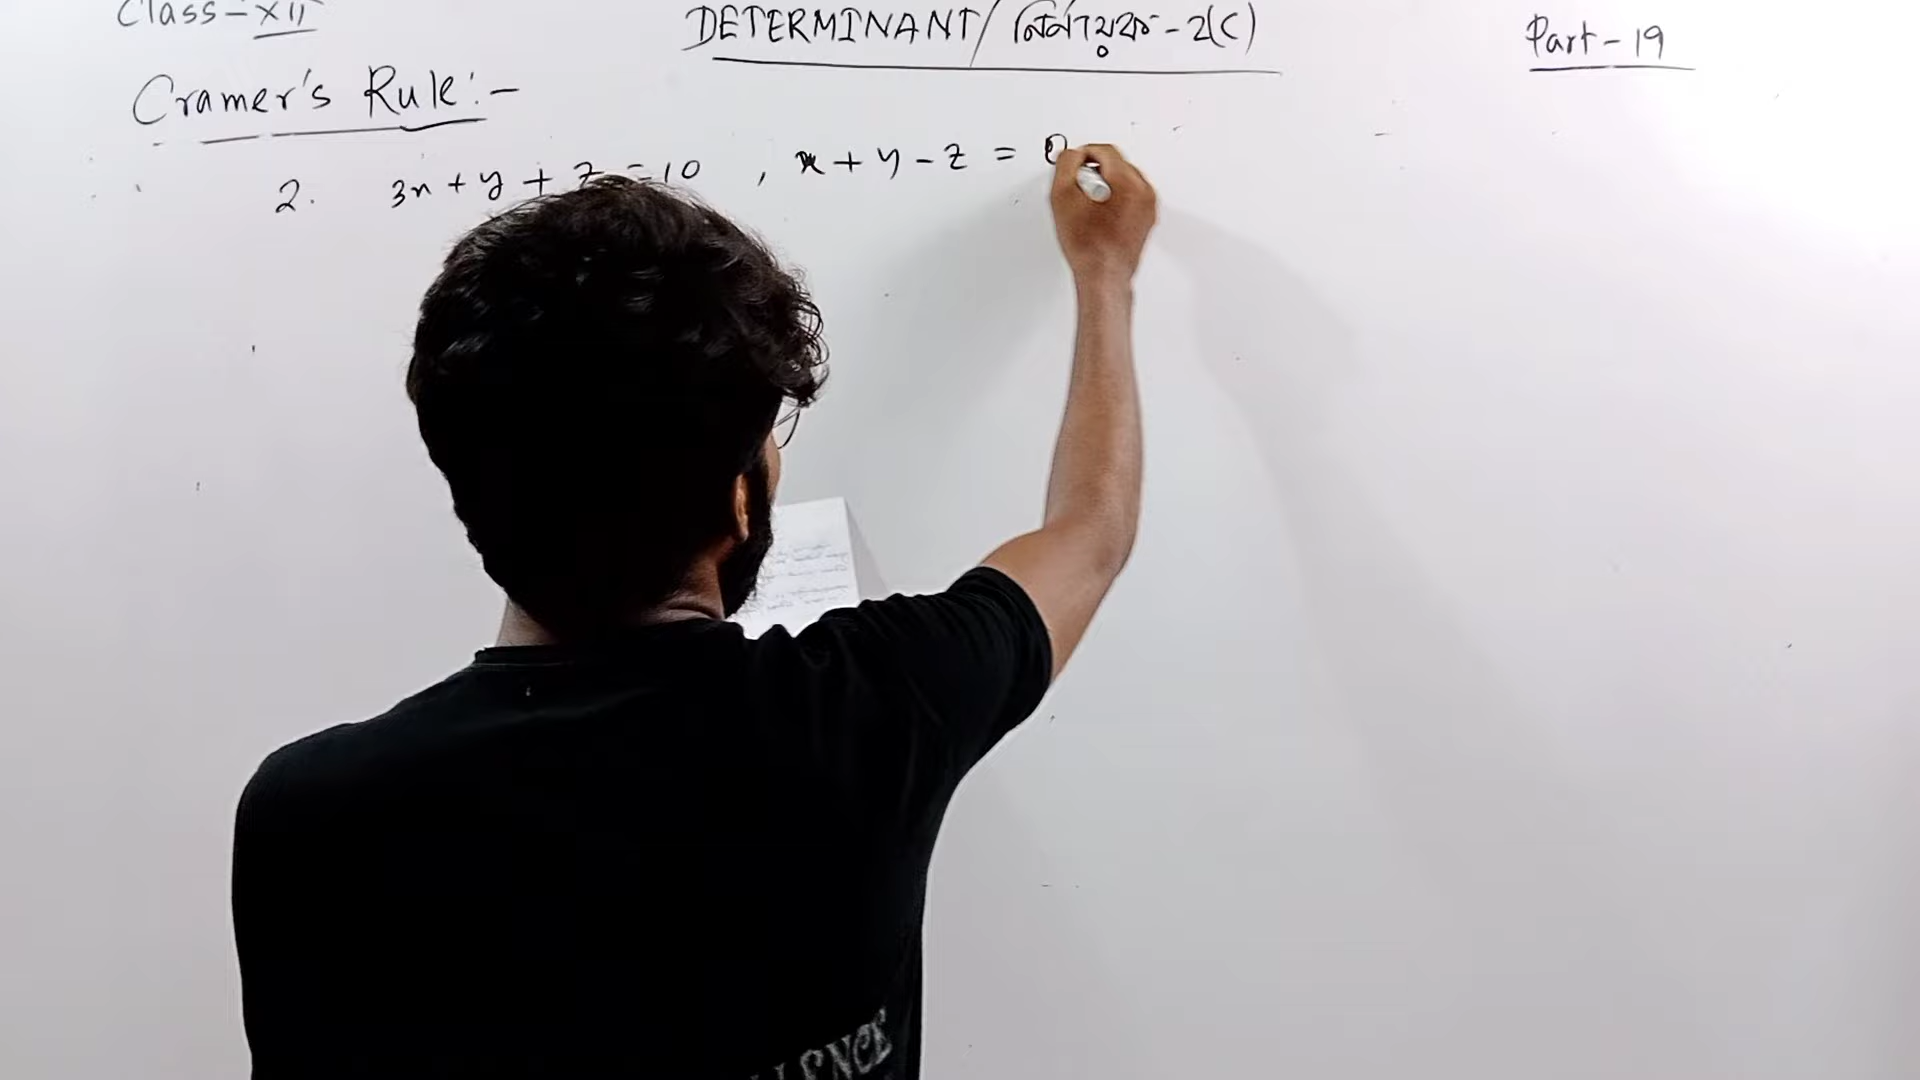 Class-XII
DETERMINANT/ -2(C)
Part-19
Cramer's Rule:-
2. 3x+y+z=10 , x+y-z = 0